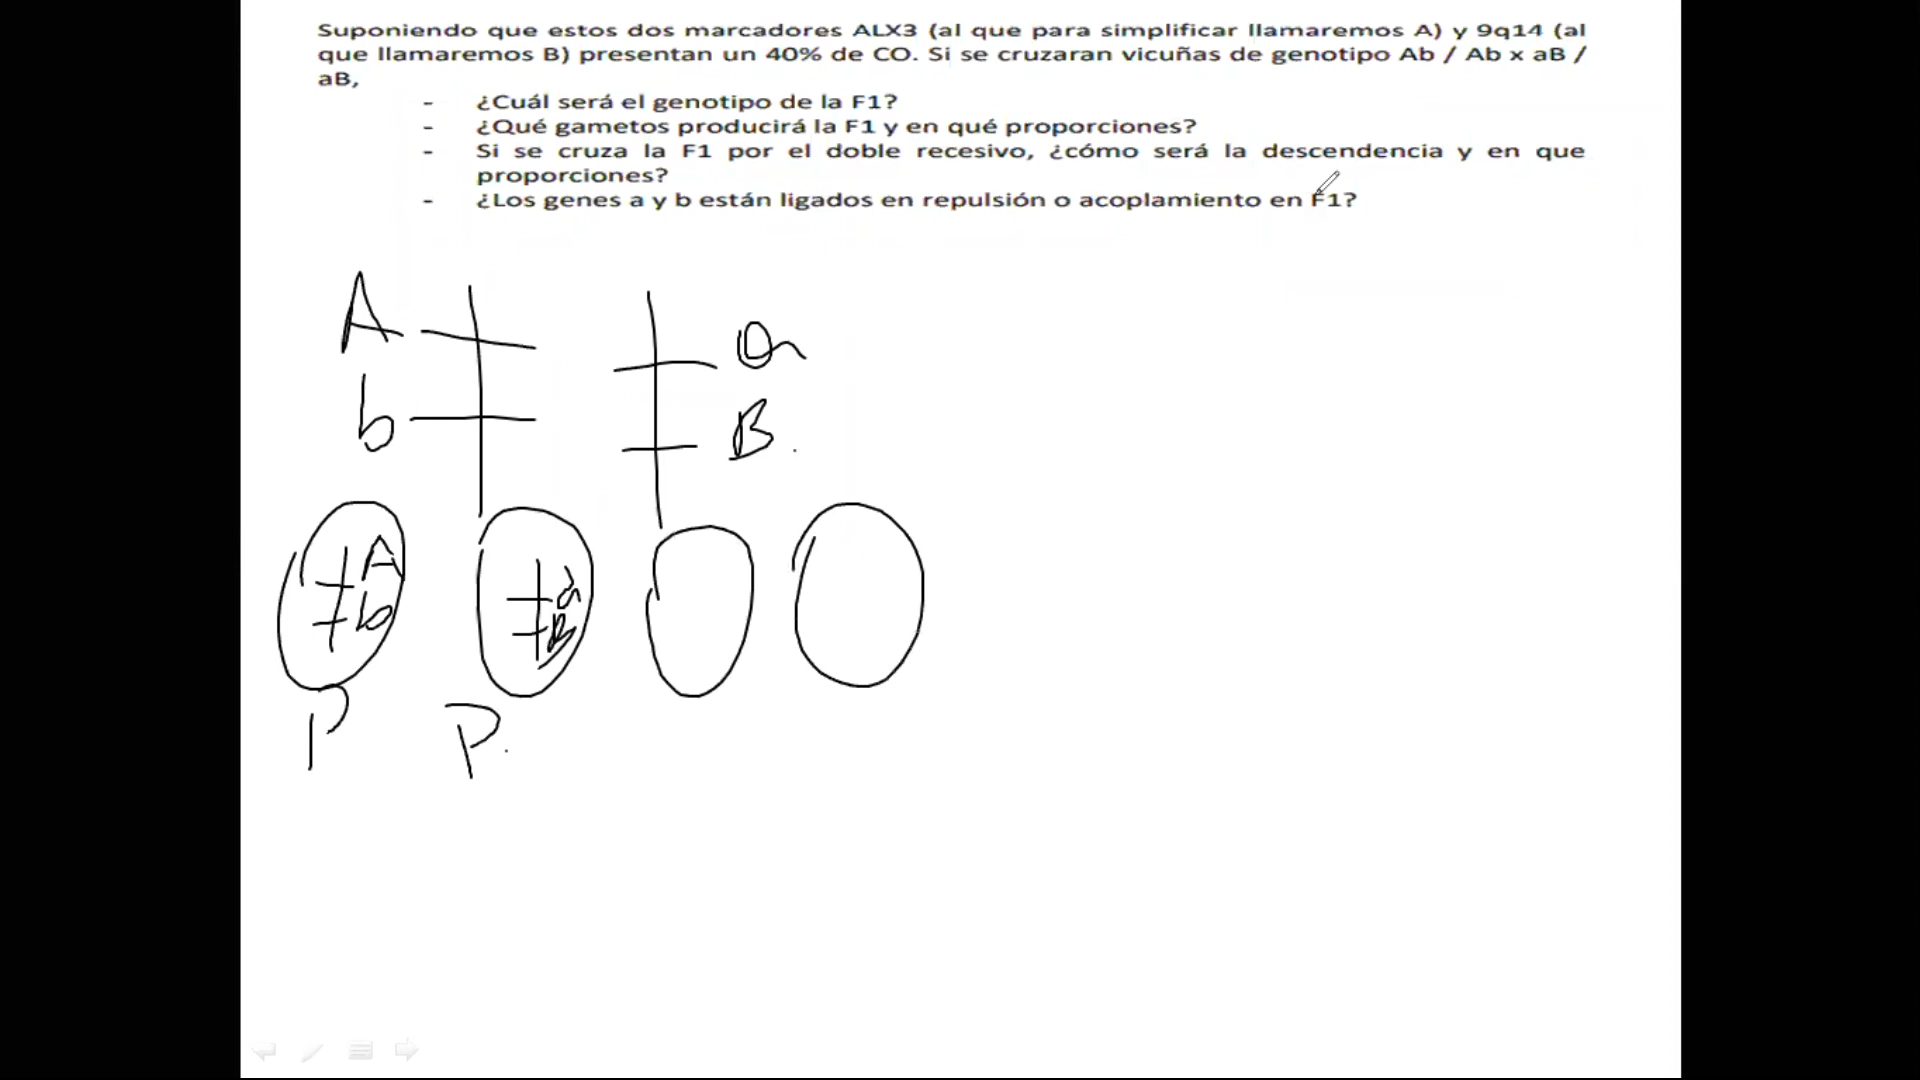 Suponiendo que estos dos marcadores ALX3 (al que para simplificar llamaremos A) y 9q14 (al
que llamaremos B) presentan un 40% de CO. Si se cruzaran vicuñas de genotipo Ab / Ab x aB /
aB,
- ¿Cuál será el genotipo de la F1?
- ¿Qué gametos producirá la F1 y en qué proporciones?
- Si se cruza la F1 por el doble recesivo, ¿cómo será la descendencia y en que
proporciones?
- ¿Los genes a y b están ligados en repulsión o acoplamiento en F1?
A a
b B
A a
b B
P P